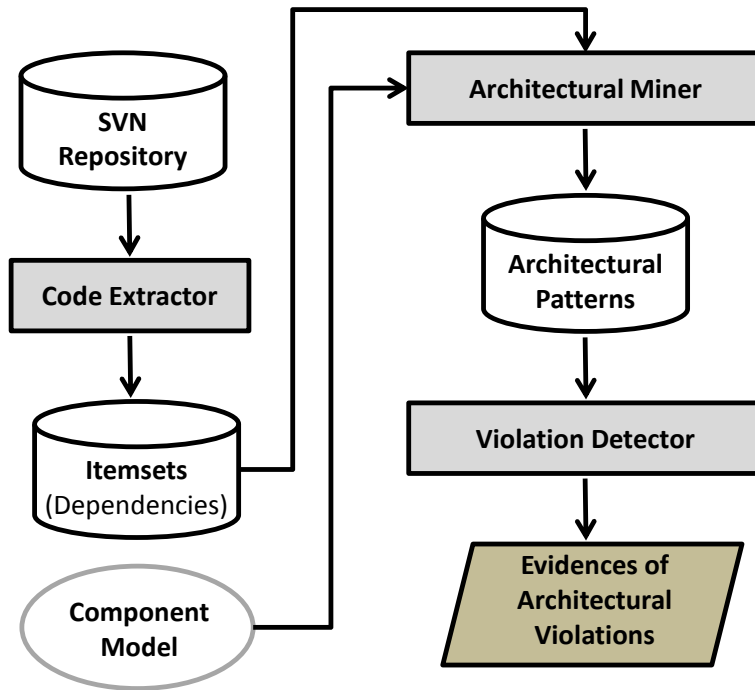 SVN
Repository
Code Extractor
Itemsets
(Dependencies)
Component
Model
Architectural Miner
Architectural
Patterns
Violation Detector
Evidences of
Architectural
Violations